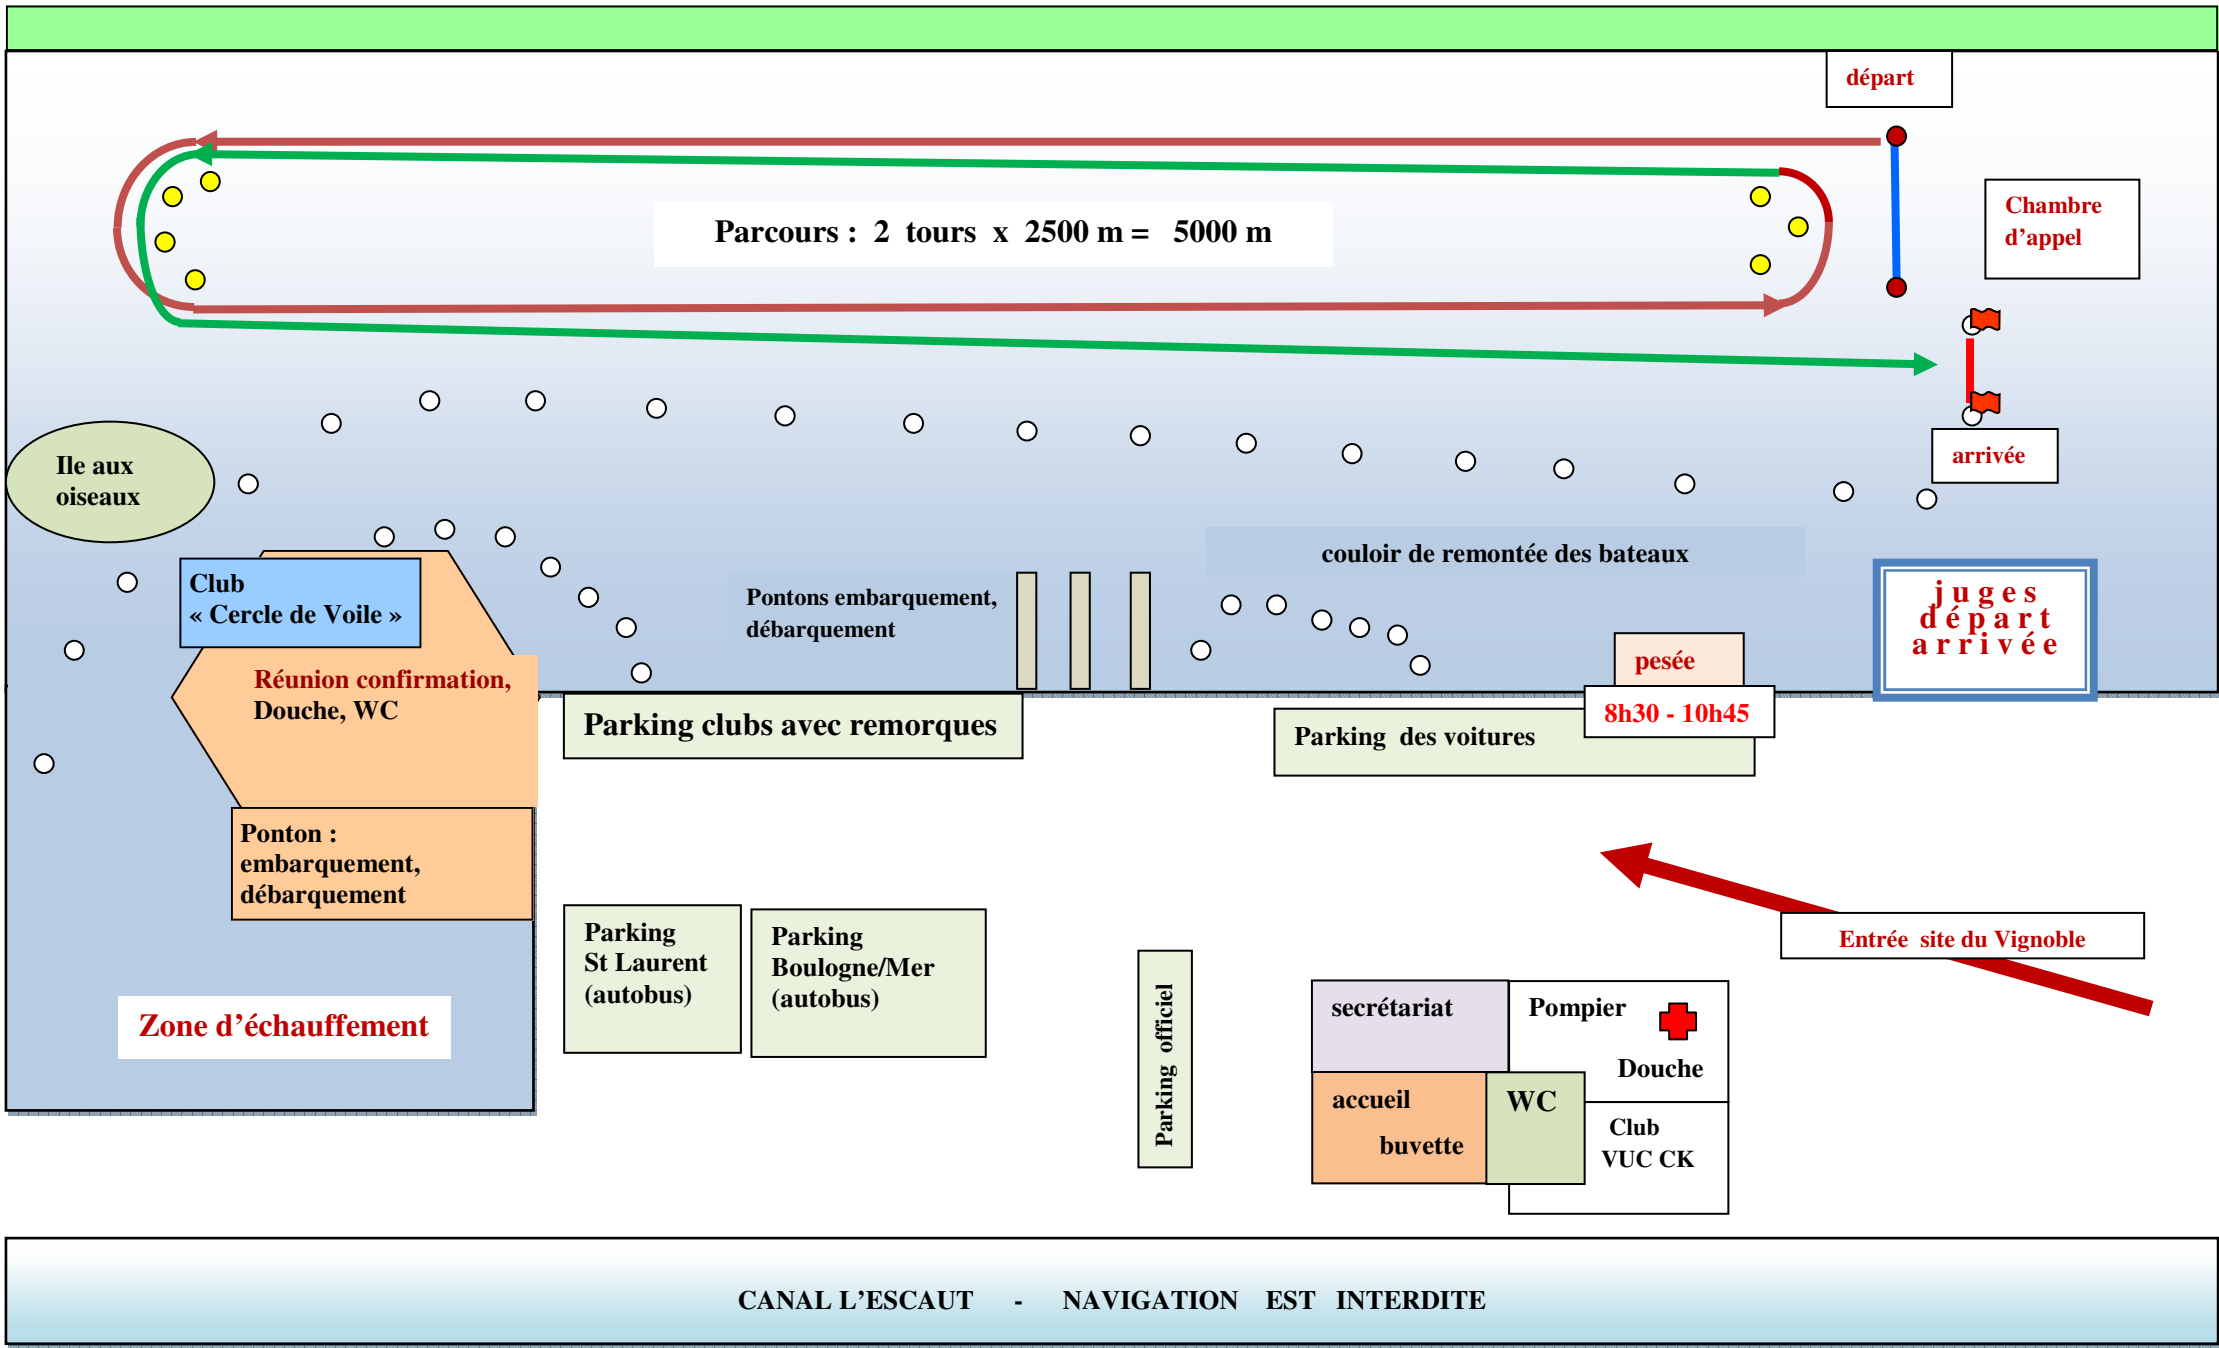 départ
Chambre
d’appel
Parcours : 2 tours x 2500 m = 5000 m
arrivée
Ile aux
oiseaux
couloir de remontée des bateaux
Club
« Cercle de Voile »
Pontons embarquement,
débarquement
juges
départ
arrivée
pesée
8h30 - 10h45
Réunion confirmation,
Douche, WC
Parking clubs avec remorques
Parking des voitures
Ponton :
embarquement,
débarquement
Parking
St Laurent
(autobus)
Parking
Boulogne/Mer
(autobus)
Entrée site du Vignoble
Zone d’échauffement
Parking officiel
secrétariat
Pompier
Douche
accueil
buvette
WC
Club
VUC CK
CANAL L’ESCAUT - NAVIGATION EST INTERDITE